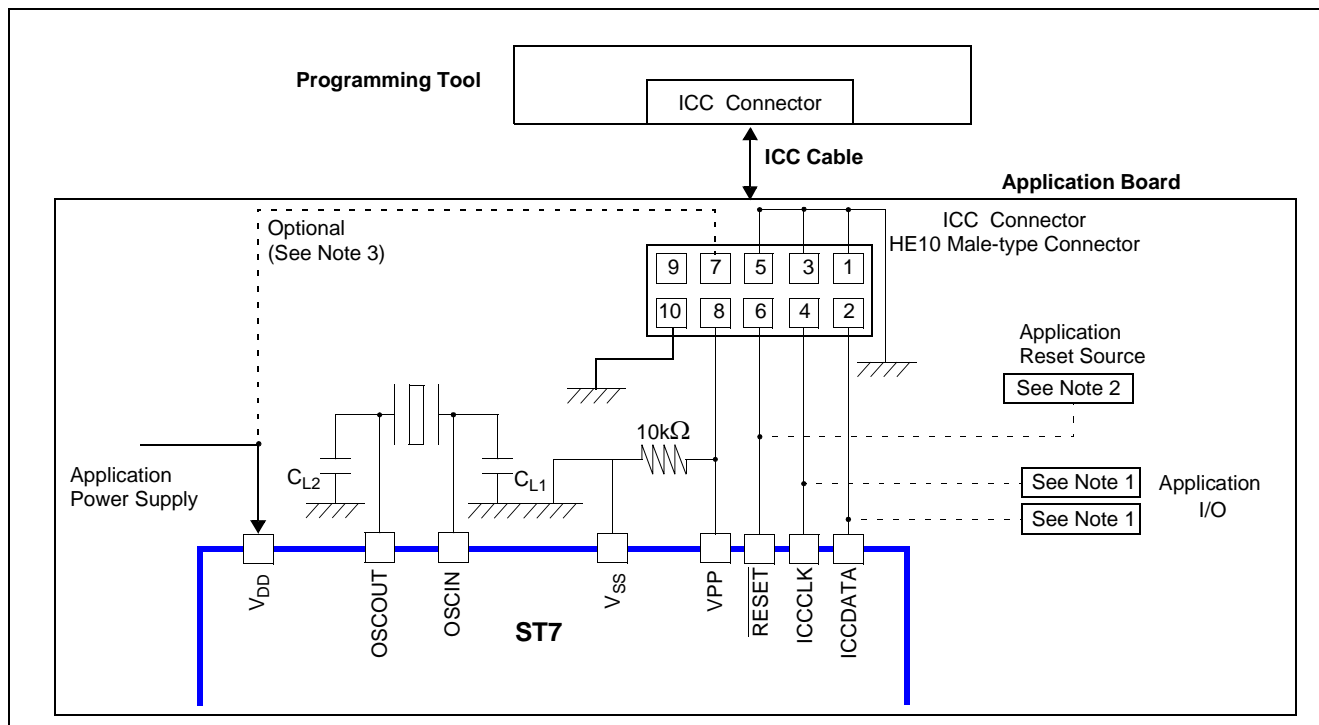 Programming Tool
ICC Connector
ICC Cable
Application Board
Optional
(See Note 3)
ICC Connector
HE10 Male-type Connector
9 7 5 3 1
10 8 6 4 2
Application
Reset Source
See Note 2
10kΩ
Application
Power Supply
CL2
CL1
See Note 1
See Note 1
Application
I/O
VDD
OSCOUT
OSCIN
VSS
VPP
RESET
ICCCLK
ICCDATA
ST7